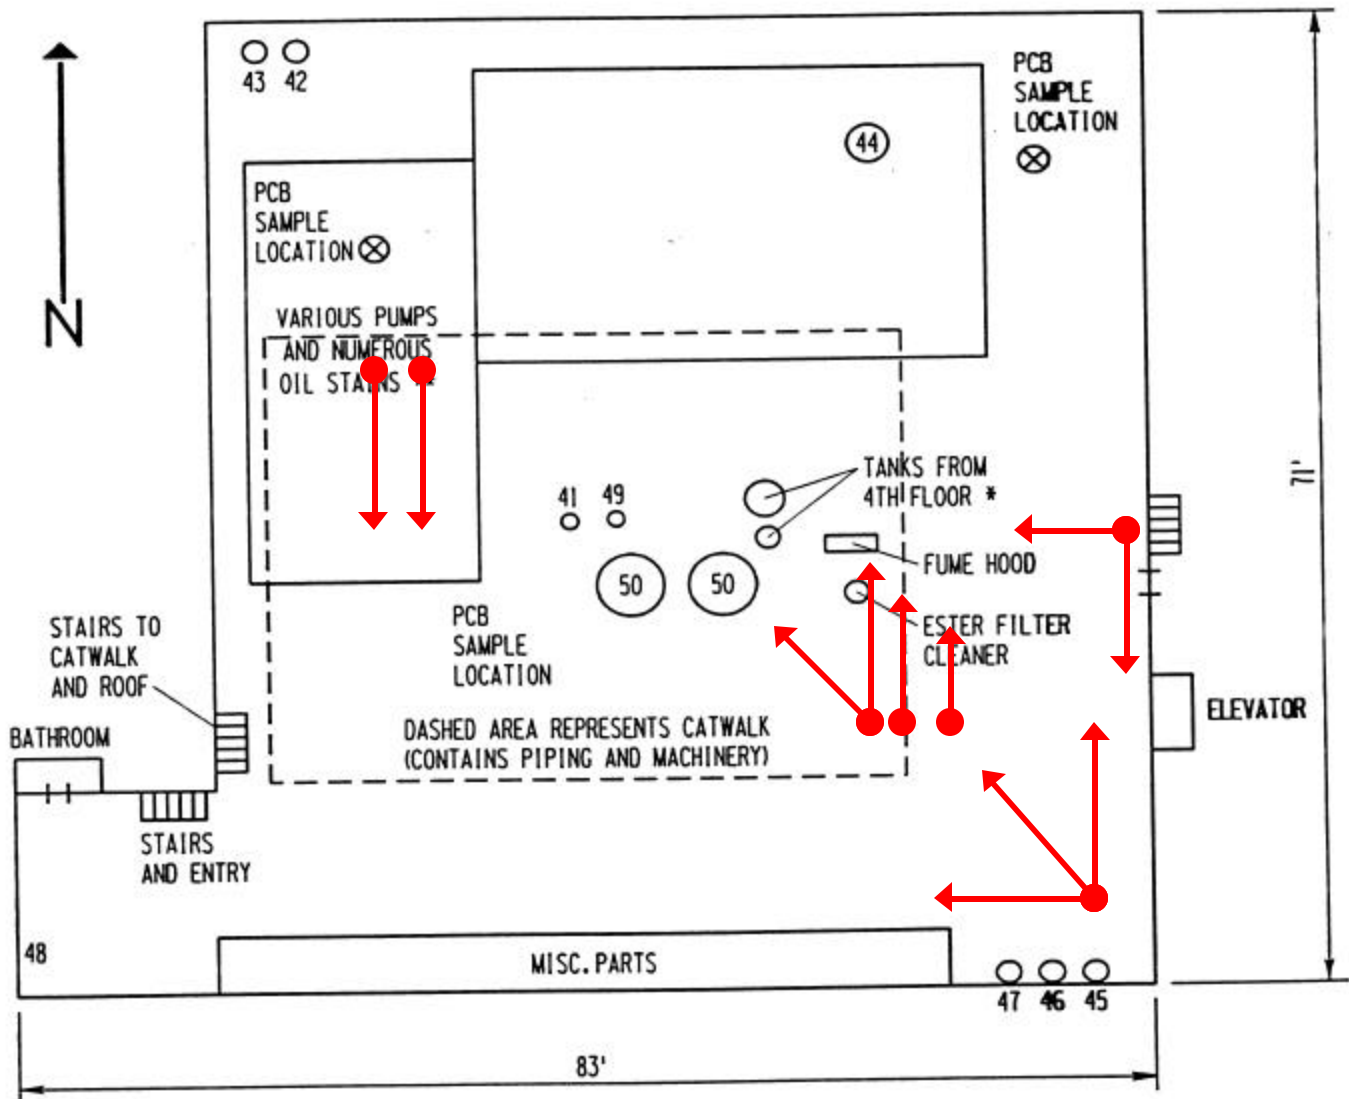 43 42
PCB
SAMPLE
LOCATION
44
PCB
SAMPLE
LOCATION
N
VARIOUS PUMPS
AND NUMEROUS
OIL STAINS
TANKS FROM
4TH FLOOR *
41 49
71'
50 50
FUME HOOD
ESTER FILTER
CLEANER
PCB
SAMPLE
LOCATION
STAIRS TO
CATWALK
AND ROOF
ELEVATOR
BATHROOM
DASHED AREA REPRESENTS CATWALK
(CONTAINS PIPING AND MACHINERY)
STAIRS
AND ENTRY
48
MISC. PARTS
47 46 45
83'